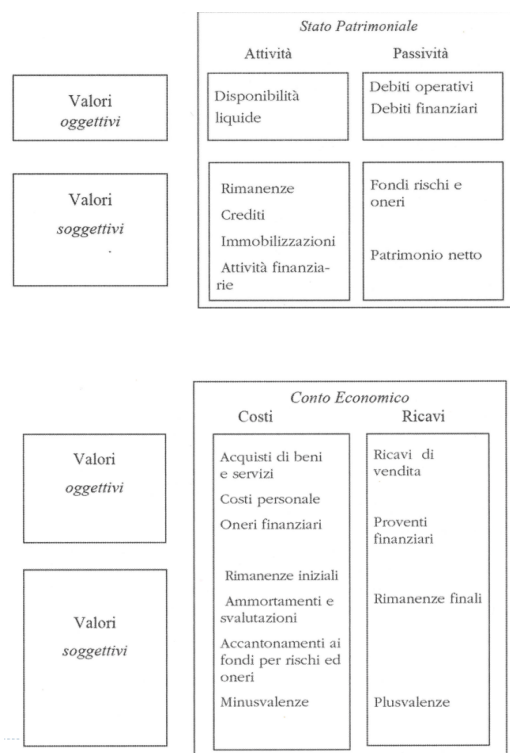 Stato Patrimoniale
Attività
Passività
Valori
oggettivi
Disponibilità
liquide
Debiti operativi
Debiti finanziari
Valori
soggettivi
Rimanenze
Crediti
Immobilizzazioni
Attività finanzia-
rie
Fondi rischi e
oneri
Patrimonio netto
Conto Economico
Costi
Ricavi
Valori
oggettivi
Acquisti di beni
e servizi
Costi personale
Oneri finanziari
Ricavi di
vendita
Proventi
finanziari
Valori
soggettivi
Rimanenze iniziali
Ammortamenti e
svalutazioni
Accantonamenti ai
fondi per rischi ed
oneri
Minusvalenze
Rimanenze finali
Plusvalenze